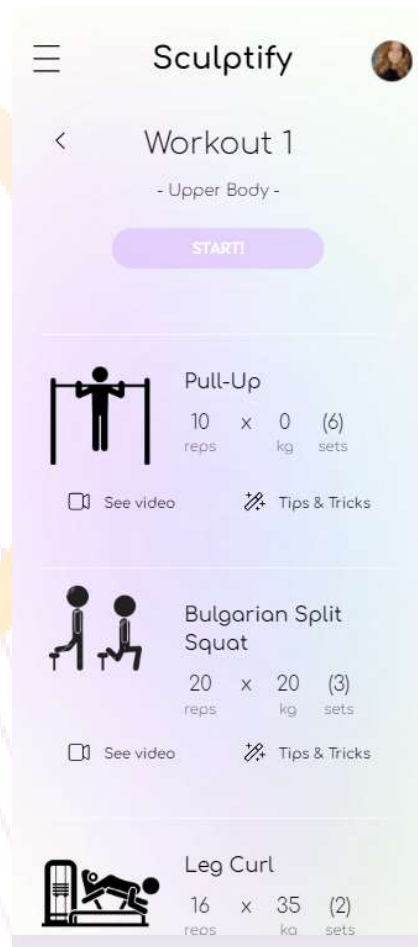 Sculptify
Workout 1
- Upper Body -
START!
Pull-Up
10 x 0 (6)
reps kg sets
See video Tips & Tricks
Bulgarian Split
Squat
20 x 20 (3)
reps kg sets
See video Tips & Tricks
Leg Curl
16 x 35 (2)
reps kg sets